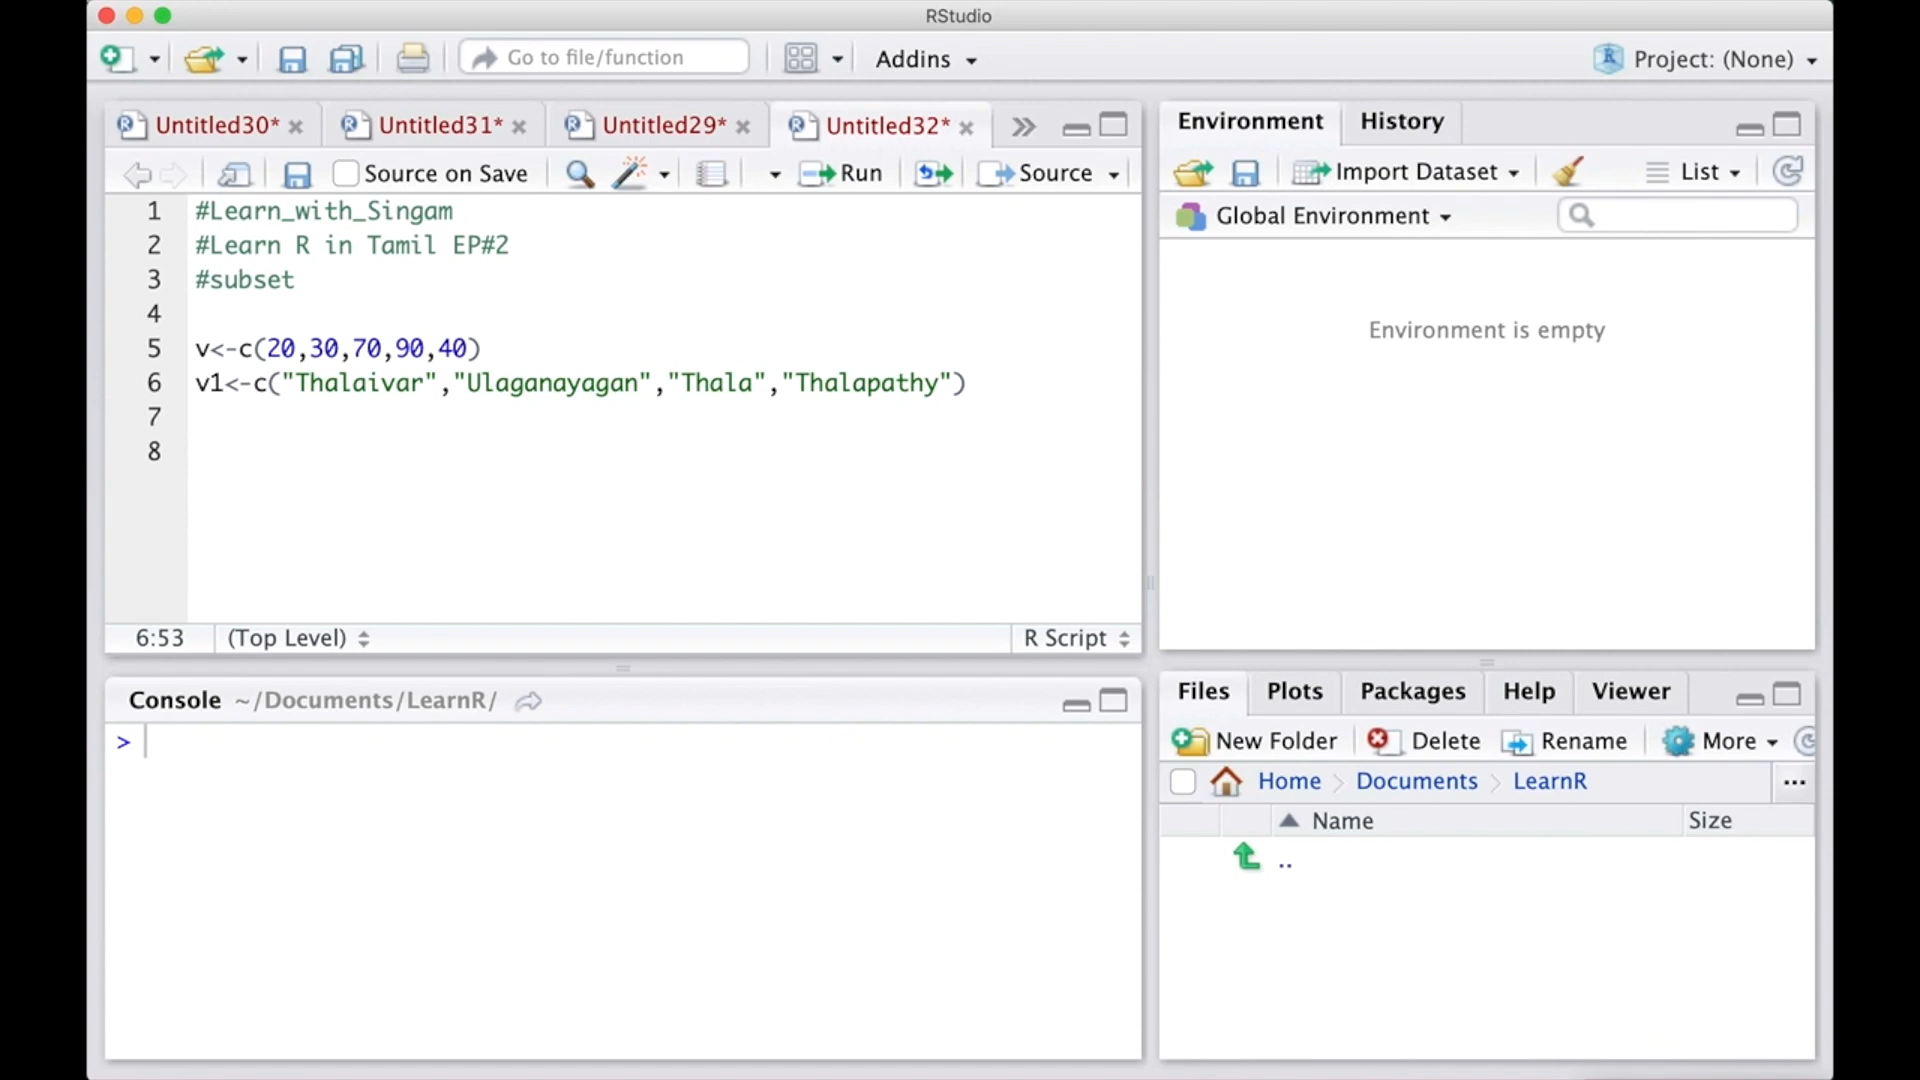 RStudio
Go to file/function
Addins
Project: (None)
Untitled30*
Untitled31*
Untitled29*
Untitled32*
Source on Save
Run
Source
1 #Learn_with_Singam
2 #Learn R in Tamil EP#2
3 #subset
4
5 v<-c(20,30,70,90,40)
6 v1<-c("Thalaivar","Ulaganayagan","Thala","Thalapathy")
7
8
6:53 (Top Level) R Script
Console ~/Documents/LearnR/
>
Environment History
Import Dataset List
Global Environment
Environment is empty
Files Plots Packages Help Viewer
New Folder Delete Rename More
Home Documents LearnR ...
Name Size
..